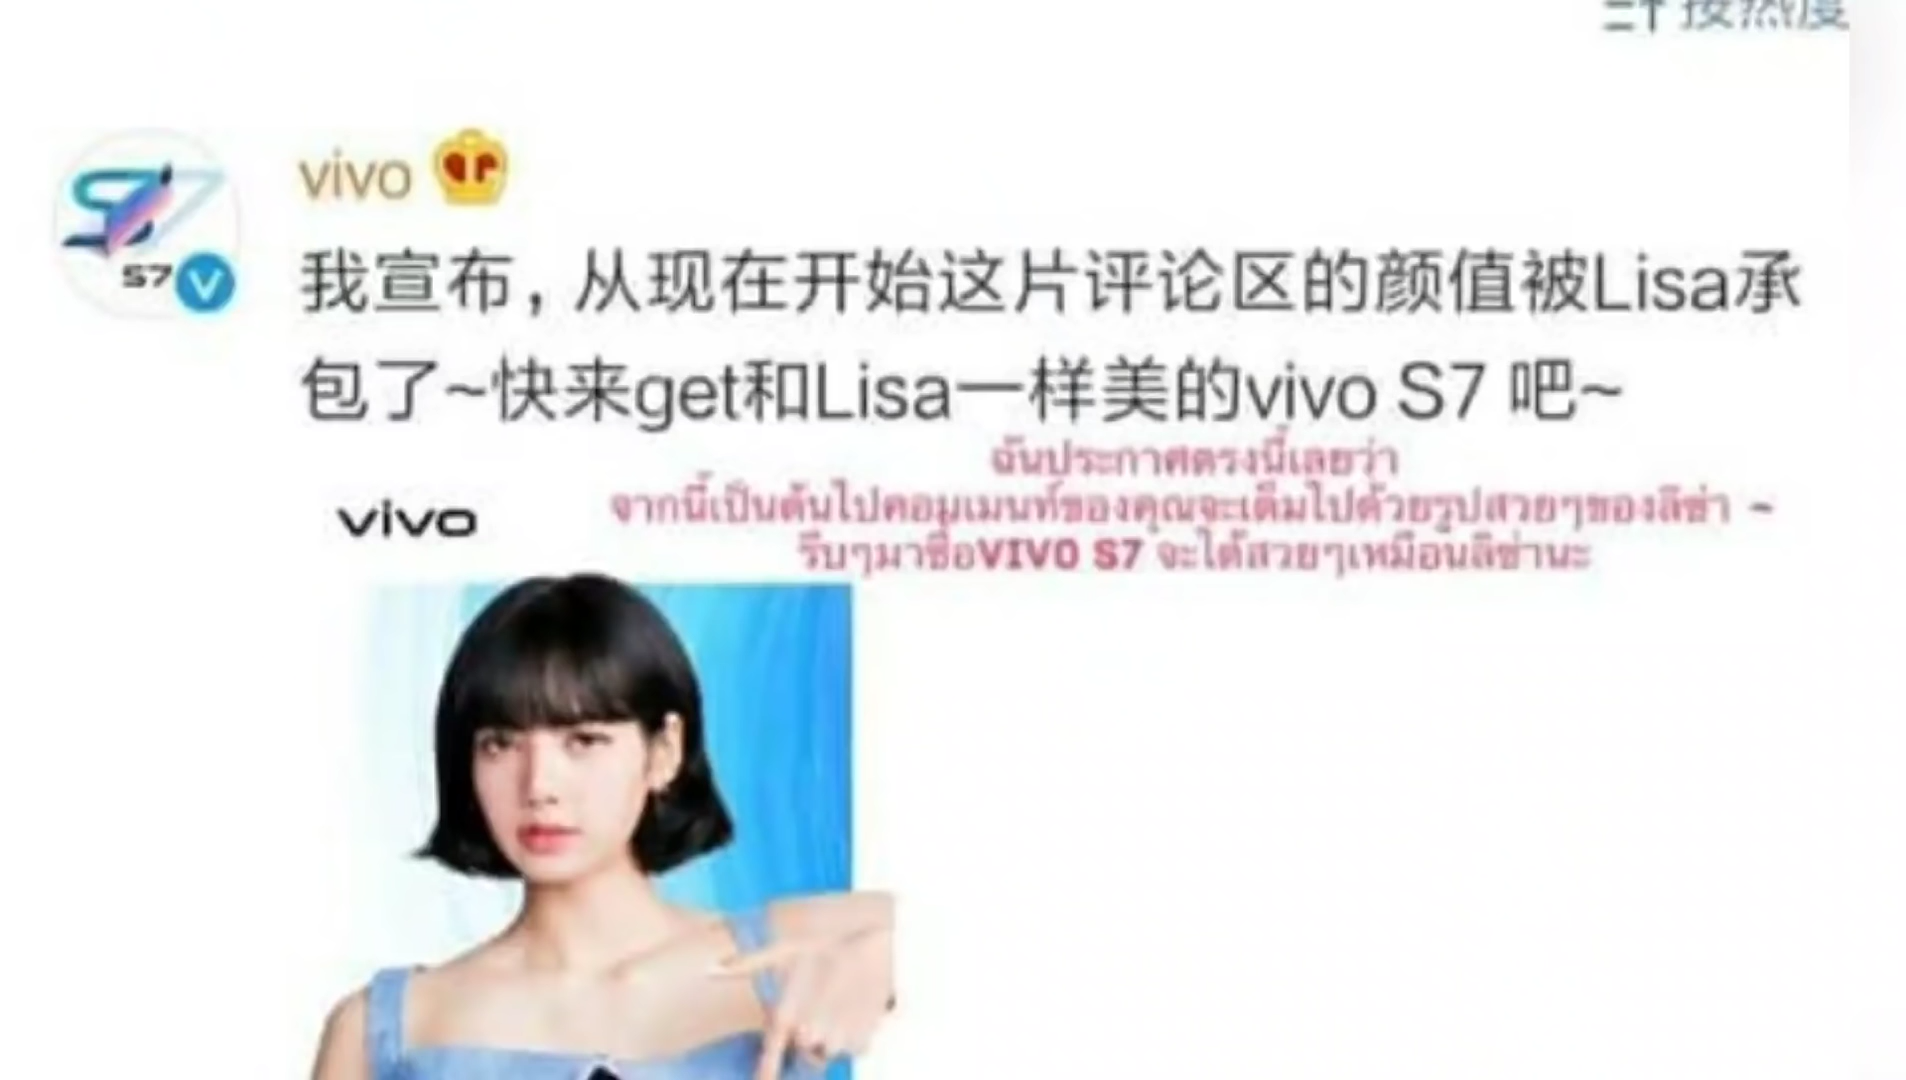 按热度
vivo
S7
我宣布，从现在开始这片评论区的颜值被Lisa承
包了~快来get和Lisa一样美的vivo S7 吧~
ฉันประกาศตรงนี้เลยว่า
จากนี้เป็นต้นไปคอมเมนท์ของคุณจะเต็มไปด้วยรูปสวยๆของลิซ่า ~
รีบๆมาซื้อVIVO S7 จะได้สวยๆเหมือนลิซ่านะ
vivo